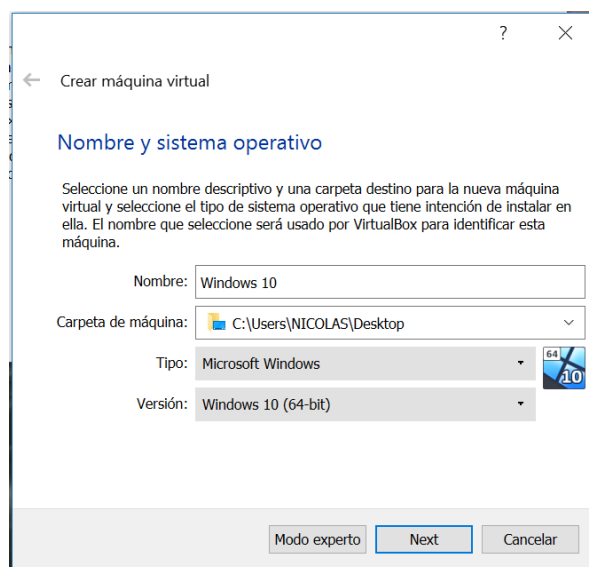 ?
Crear máquina virtual
Nombre y sistema operativo
Seleccione un nombre descriptivo y una carpeta destino para la nueva máquina
virtual y seleccione el tipo de sistema operativo que tiene intención de instalar en
ella. El nombre que seleccione será usado por VirtualBox para identificar esta
máquina.
Nombre: Windows 10
Carpeta de máquina: C:\Users\NICOLAS\Desktop
Tipo: Microsoft Windows
64
10
Versión: Windows 10 (64-bit)
Modo experto Next Cancelar